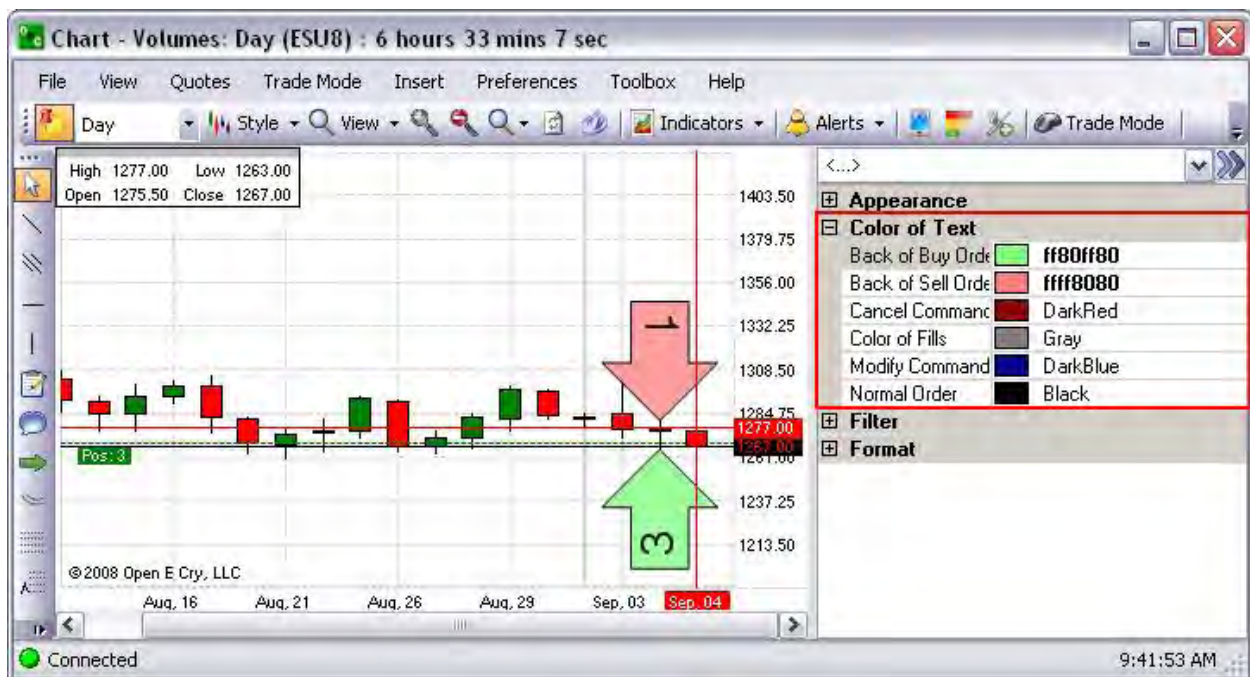 Chart - Volumes: Day (ESU8) : 6 hours 33 mins 7 sec
File View Quotes Trade Mode Insert Preferences Toolbox Help
Day Style View Indicators Alerts Trade Mode
High 1277.00 Low 1263.00
Open 1275.50 Close 1267.00
<...>
Appearance
Color of Text
Back of Buy Orde ff80ff80
Back of Sell Orde ffff8080
Cancel Commanc DarkRed
Color of Fills Gray
Modify Command DarkBlue
Normal Order Black
Filter
Format
1403.50
1379.75
1356.00
1332.25
1308.50
1284.75
1277.00
1267.00
1261.00
1237.25
1213.50
1
3
Pos: 3
©2008 Open E Cry, LLC
Aug, 16 Aug, 21 Aug, 26 Aug, 29 Sep, 03 Sep, 04
Connected 9:41:53 AM